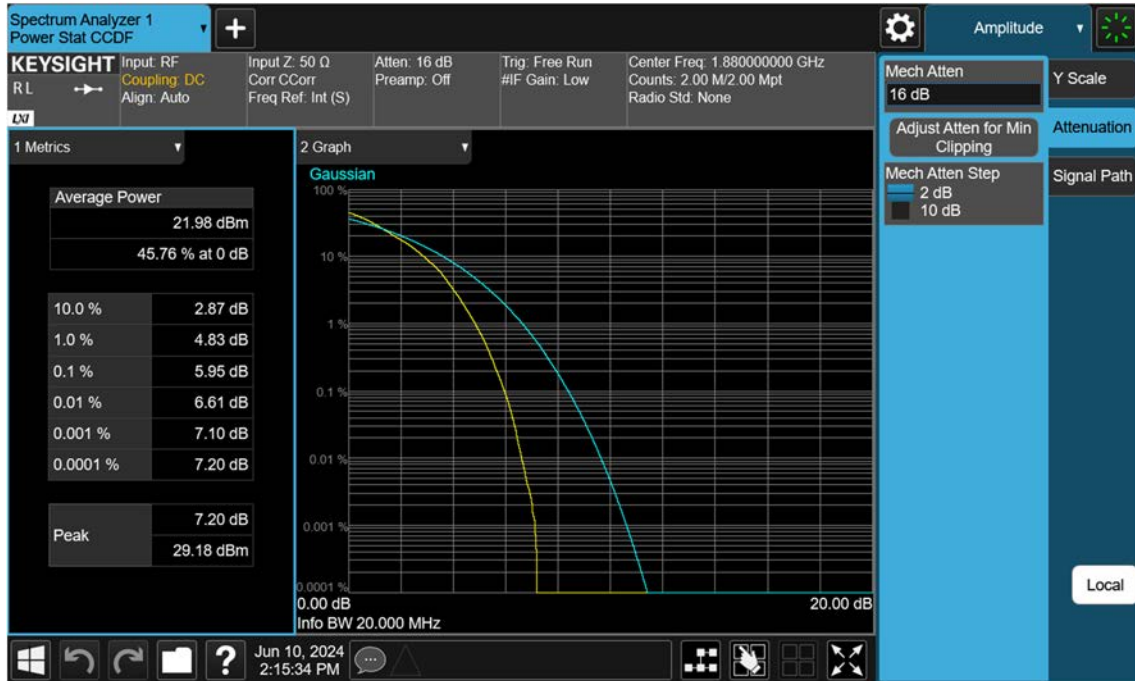 Spectrum Analyzer 1
Power Stat CCDF
Amplitude
KEYSIGHT
R L
LXI
Input: RF
Coupling: DC
Align: Auto
Input Z: 50 Ω
Corr CCorr
Freq Ref: Int (S)
Atten: 16 dB
Preamp: Off
Trig: Free Run
#IF Gain: Low
Center Freq: 1.880000000 GHz
Counts: 2.00 M/2.00 Mpt
Radio Std: None
Mech Atten
16 dB
Adjust Atten for Min
Clipping
Mech Atten Step
2 dB
10 dB
Y Scale
Attenuation
Signal Path
1 Metrics
Average Power
21.98 dBm
45.76 % at 0 dB
10.0 % 2.87 dB
1.0 % 4.83 dB
0.1 % 5.95 dB
0.01 % 6.61 dB
0.001 % 7.10 dB
0.0001 % 7.20 dB
Peak
7.20 dB
29.18 dBm
2 Graph
Gaussian
100 %
10 %
1 %
0.1 %
0.01 %
0.001 %
0.0001 %
0.00 dB 20.00 dB
Info BW 20.000 MHz
Local
?
Jun 10, 2024
2:15:34 PM